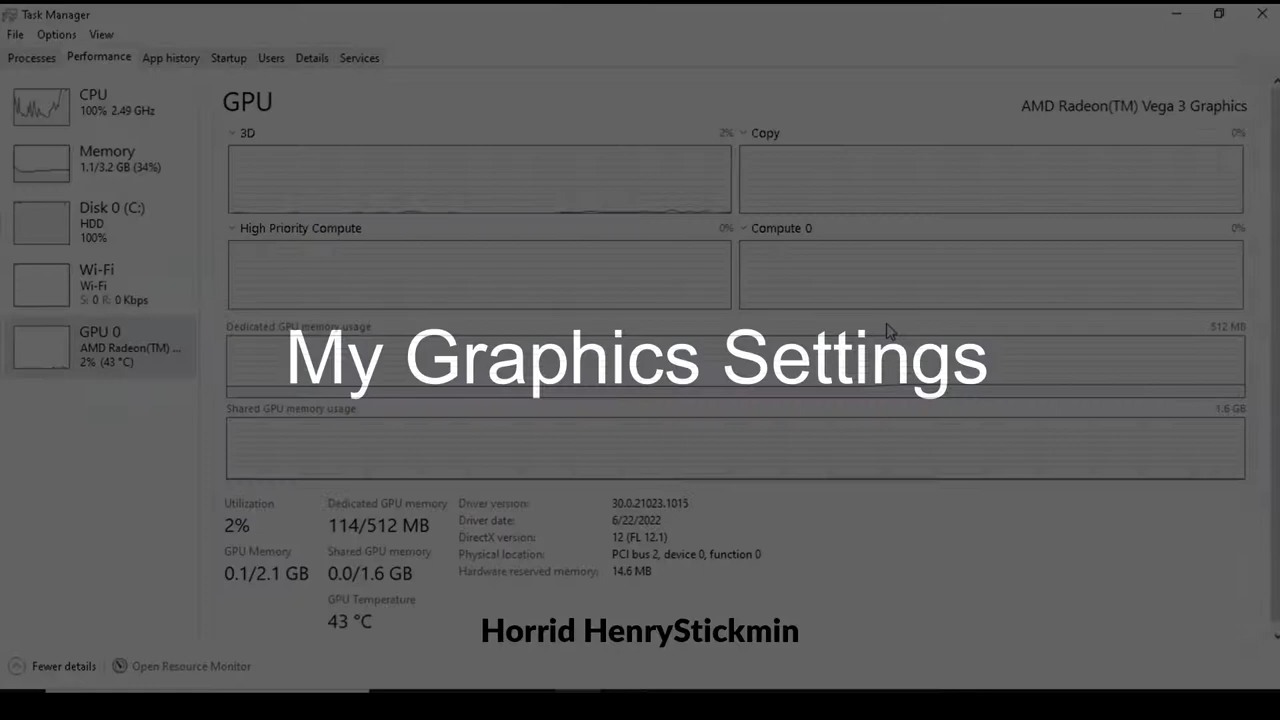 Task Manager
File Options View
Processes Performance App history Startup Users Details Services
CPU
100% 2.49 GHz
Memory
1.1/3.2 GB (34%)
Disk 0 (C:)
HDD
100%
Wi-Fi
Wi-Fi
S: 0 R: 0 Kbps
GPU 0
AMD Radeon(TM) ...
2% (43 °C)
GPU
AMD Radeon(TM) Vega 3 Graphics
3D 2%
Copy 0%
High Priority Compute 0%
Compute 0 0%
Dedicated GPU memory usage 512 MB
My Graphics Settings
Shared GPU memory usage 1.6 GB
Utilization
2%
Dedicated GPU memory
114/512 MB
GPU Memory
0.1/2.1 GB
Shared GPU memory
0.0/1.6 GB
GPU Temperature
43 °C
Driver version: 30.0.21023.1015
Driver date: 6/22/2022
DirectX version: 12 (FL 12.1)
Physical location: PCI bus 2, device 0, function 0
Hardware reserved memory: 14.6 MB
Horrid HenryStickmin
Fewer details Open Resource Monitor